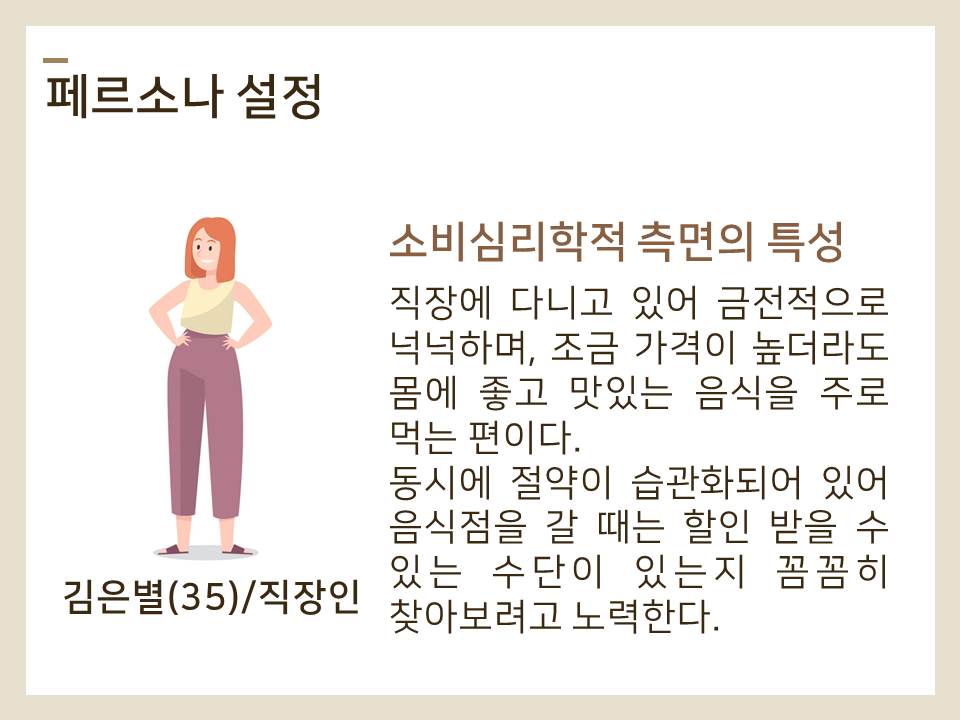 페르소나 설정
소비심리학적 측면의 특성
직장에 다니고 있어 금전적으로
넉넉하며, 조금 가격이 높더라도
몸에 좋고 맛있는 음식을 주로
먹는 편이다.
동시에 절약이 습관화되어 있어
음식점을 갈 때는 할인 받을 수
있는 수단이 있는지 꼼꼼히
찾아보려고 노력한다.
김은별(35)/직장인